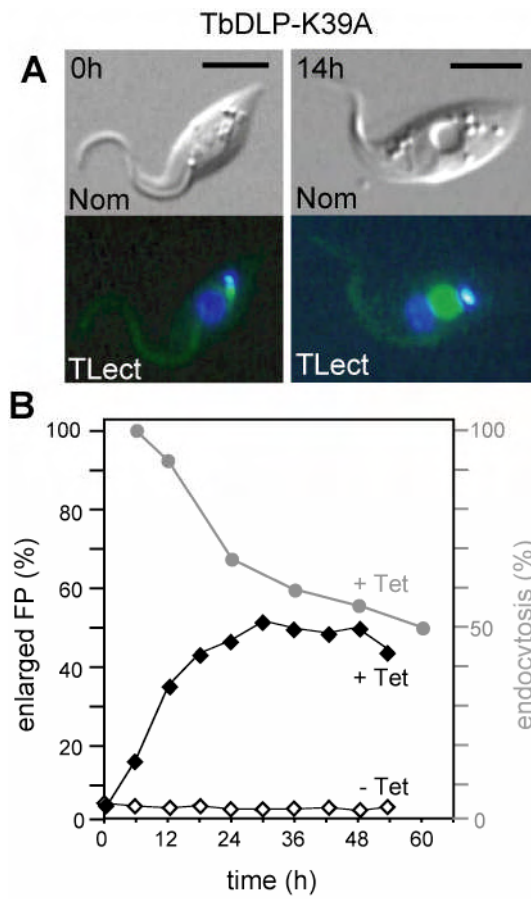 TbDLP-K39A
A
0h
14h
Nom
Nom
TLect
TLect
B
100
80
60
40
20
0
enlarged FP (%)
100
50
0
endocytosis (%)
+ Tet
+ Tet
- Tet
0 12 24 36 48 60
time (h)